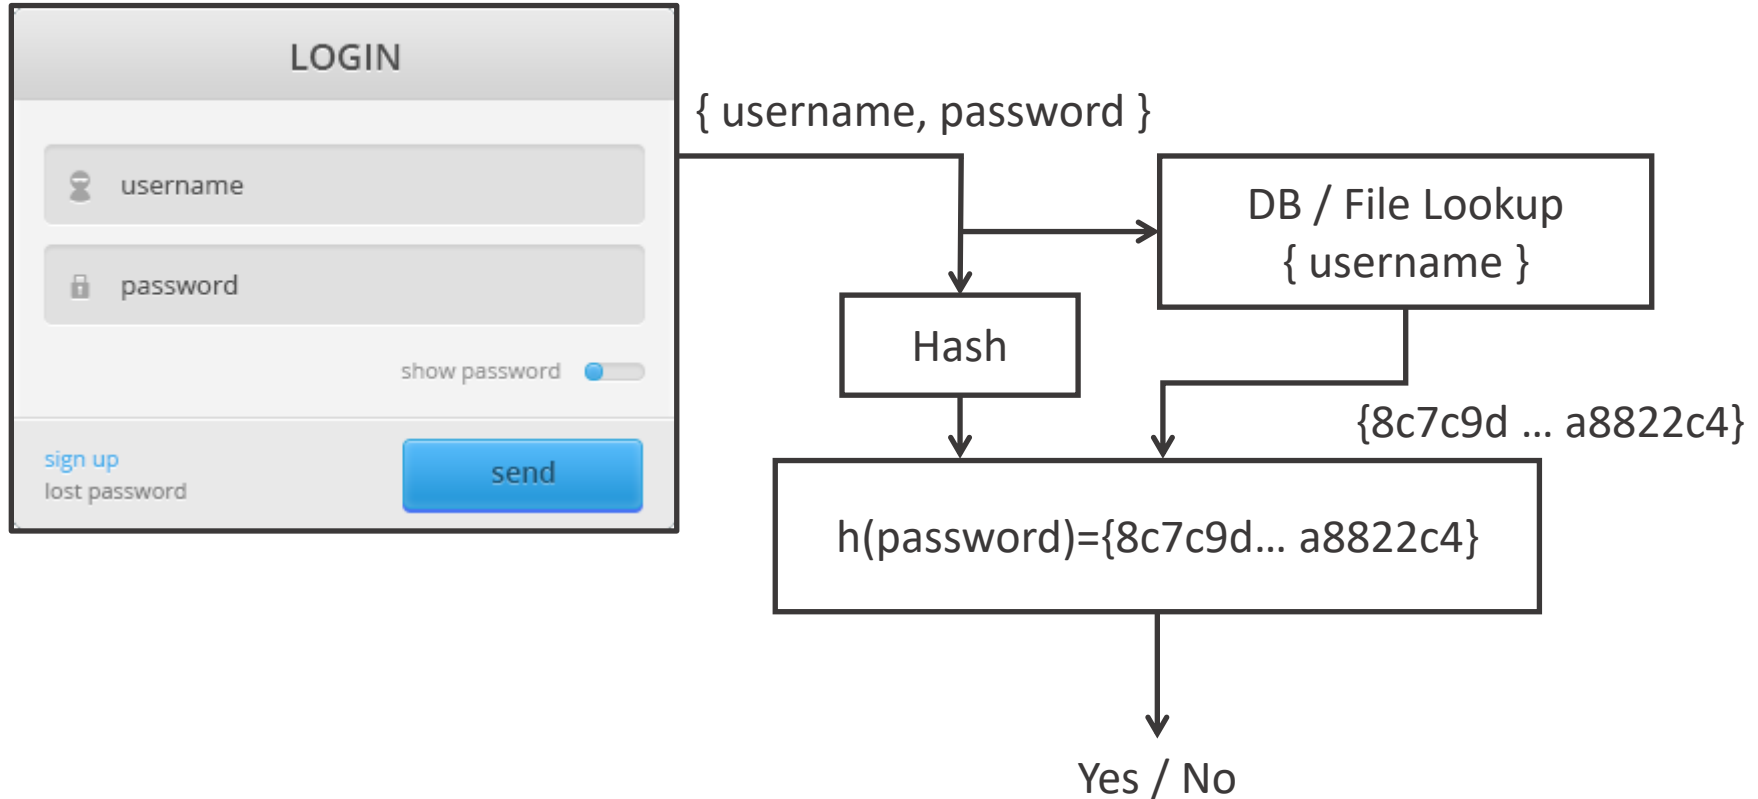 LOGIN
username
password
show password
sign up
lost password
send
{ username, password }
DB / File Lookup
{ username }
Hash
{8c7c9d ... a8822c4}
h(password)={8c7c9d... a8822c4}
Yes / No